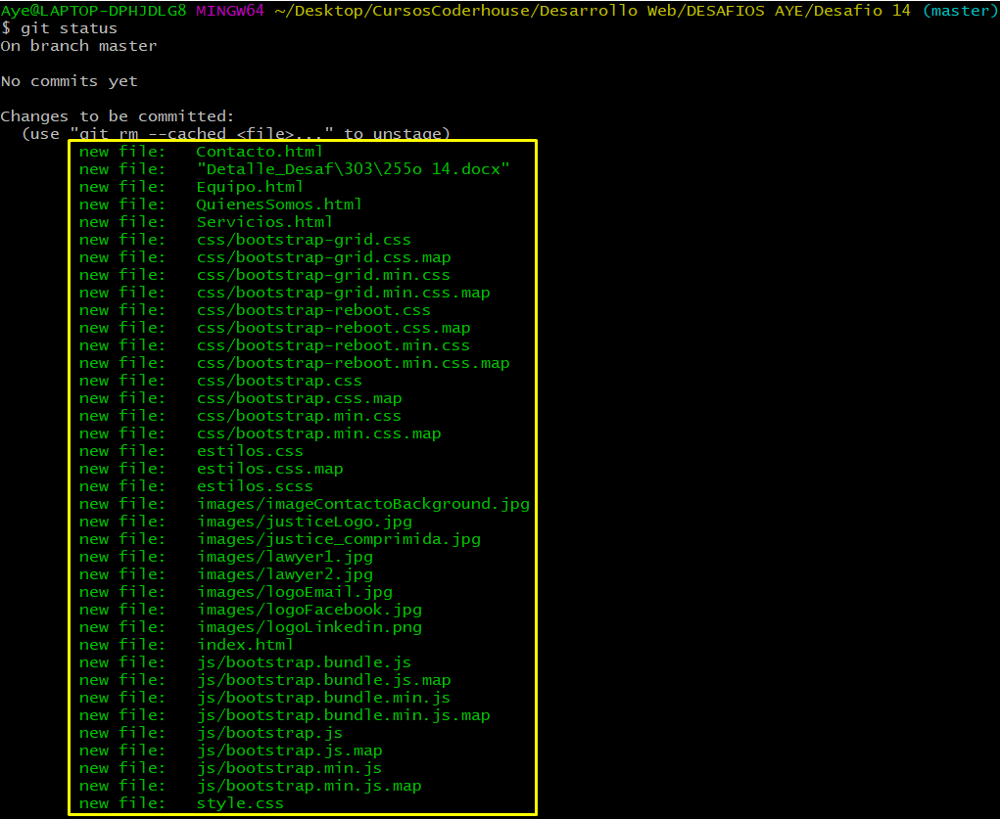 Aye@LAPTOP-DPHJDLG8 MINGW64 ~/Desktop/CursosCoderhouse/Desarrollo Web/DESAFIOS AYE/Desafio 14 (master)
$ git status
On branch master
No commits yet
Changes to be committed:
(use "git rm --cached <file>..." to unstage)
new file: Contacto.html
new file: "Detalle_Desaf\303\255o 14.docx"
new file: Equipo.html
new file: QuienesSomos.html
new file: Servicios.html
new file: css/bootstrap-grid.css
new file: css/bootstrap-grid.css.map
new file: css/bootstrap-grid.min.css
new file: css/bootstrap-grid.min.css.map
new file: css/bootstrap-reboot.css
new file: css/bootstrap-reboot.css.map
new file: css/bootstrap-reboot.min.css
new file: css/bootstrap-reboot.min.css.map
new file: css/bootstrap.css
new file: css/bootstrap.css.map
new file: css/bootstrap.min.css
new file: css/bootstrap.min.css.map
new file: estilos.css
new file: estilos.css.map
new file: estilos.scss
new file: images/imageContactoBackground.jpg
new file: images/justiceLogo.jpg
new file: images/justice_comprimida.jpg
new file: images/lawyer1.jpg
new file: images/lawyer2.jpg
new file: images/logoEmail.jpg
new file: images/logoFacebook.jpg
new file: images/logoLinkedin.png
new file: index.html
new file: js/bootstrap.bundle.js
new file: js/bootstrap.bundle.js.map
new file: js/bootstrap.bundle.min.js
new file: js/bootstrap.bundle.min.js.map
new file: js/bootstrap.js
new file: js/bootstrap.js.map
new file: js/bootstrap.min.js
new file: js/bootstrap.min.js.map
new file: style.css